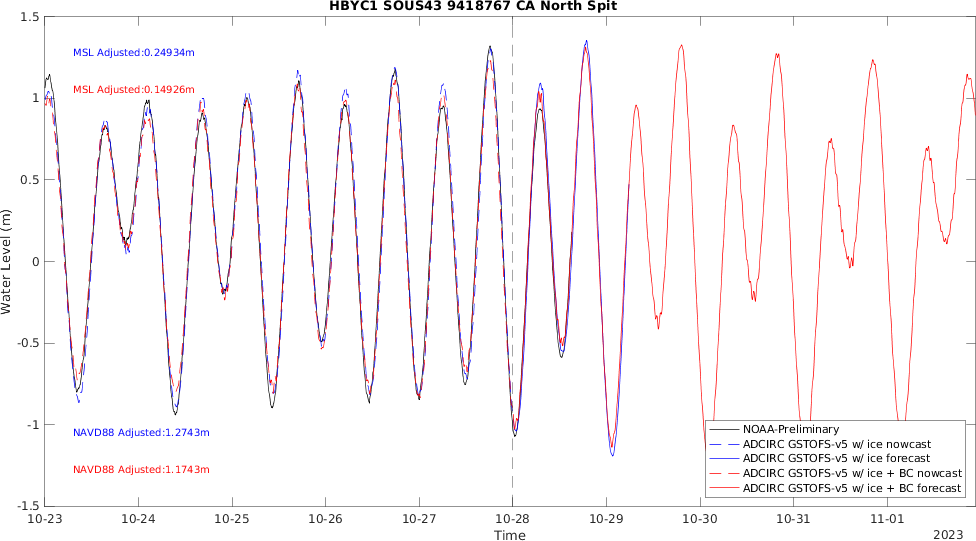 HBYC1 SOUS43 9418767 CA North Spit
1.5
MSL Adjusted:0.24934m
MSL Adjusted:0.14926m
1
0.5
Water Level (m)
0
-0.5
-1
NAVD88 Adjusted:1.2743m
NAVD88 Adjusted:1.1743m
NOAA-Preliminary
ADCIRC GSTOFS-v5 w/ ice nowcast
ADCIRC GSTOFS-v5 w/ ice forecast
ADCIRC GSTOFS-v5 w/ ice + BC nowcast
ADCIRC GSTOFS-v5 w/ ice + BC forecast
-1.5
10-23 10-24 10-25 10-26 10-27 10-28 10-29 10-30 10-31 11-01
Time
2023